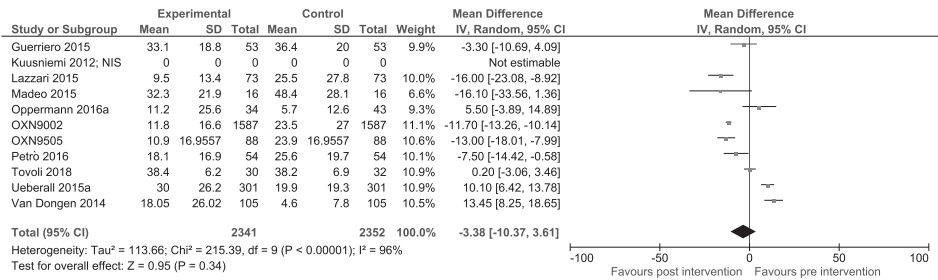 Experimental Control Mean Difference Mean Difference
Study or Subgroup Mean SD Total Mean SD Total Weight IV, Random, 95% CI IV, Random, 95% CI
Guerriero 2015 33.1 18.8 53 36.4 20 53 9.9% -3.30 [-10.69, 4.09]
Kuusniemi 2012; NIS 0 0 0 0 0 0 Not estimable
Lazzari 2015 9.5 13.4 73 25.5 27.8 73 10.0% -16.00 [-23.08, -8.92]
Madeo 2015 32.3 21.9 16 48.4 28.1 16 6.6% -16.10 [-33.56, 1.36]
Oppermann 2016a 11.2 25.6 34 5.7 12.6 43 9.3% 5.50 [-3.89, 14.89]
OXN9002 11.8 16.6 1587 23.5 27 1587 11.2% -11.70 [-13.26, -10.14]
OXN9505 10.9 16.9557 88 23.9 16.9557 88 10.6% -13.00 [-18.01, -7.99]
Petrò 2016 18.1 16.9 54 25.6 19.7 54 10.1% -7.50 [-14.42, -0.58]
Tovoli 2018 38.4 6.2 30 38.2 6.9 32 11.0% 0.20 [-3.06, 3.46]
Ueberall 2015a 30 26.2 301 19.9 19.3 301 10.9% 10.10 [6.42, 13.78]
Van Dongen 2014 18.05 26.02 105 4.6 7.8 105 10.5% 13.45 [8.25, 18.65]
Total (95% CI) 2341 2352 100.0% -3.38 [-10.37, 3.61]
Heterogeneity: Tau² = 113.66; Chi² = 215.39, df = 9 (P < 0.00001); I² = 96%
Test for overall effect: Z = 0.95 (P = 0.34)
-100 -50 0 50 100
Favours post intervention Favaours pre intervention